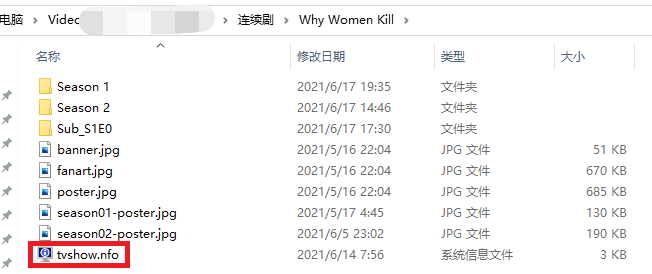 电脑 > Video > 连续剧 > Why Women Kill >
名称 修改日期 类型 大小
Season 1 2021/6/17 19:35 文件夹
Season 2 2021/6/17 14:46 文件夹
Sub_S1E0 2021/6/17 17:30 文件夹
banner.jpg 2021/5/16 22:04 JPG 文件 51 KB
fanart.jpg 2021/5/16 22:04 JPG 文件 670 KB
poster.jpg 2021/5/16 22:04 JPG 文件 685 KB
season01-poster.jpg 2021/5/17 4:45 JPG 文件 130 KB
season02-poster.jpg 2021/6/5 23:02 JPG 文件 190 KB
tvshow.nfo 2021/6/14 7:56 系统信息文件 3 KB